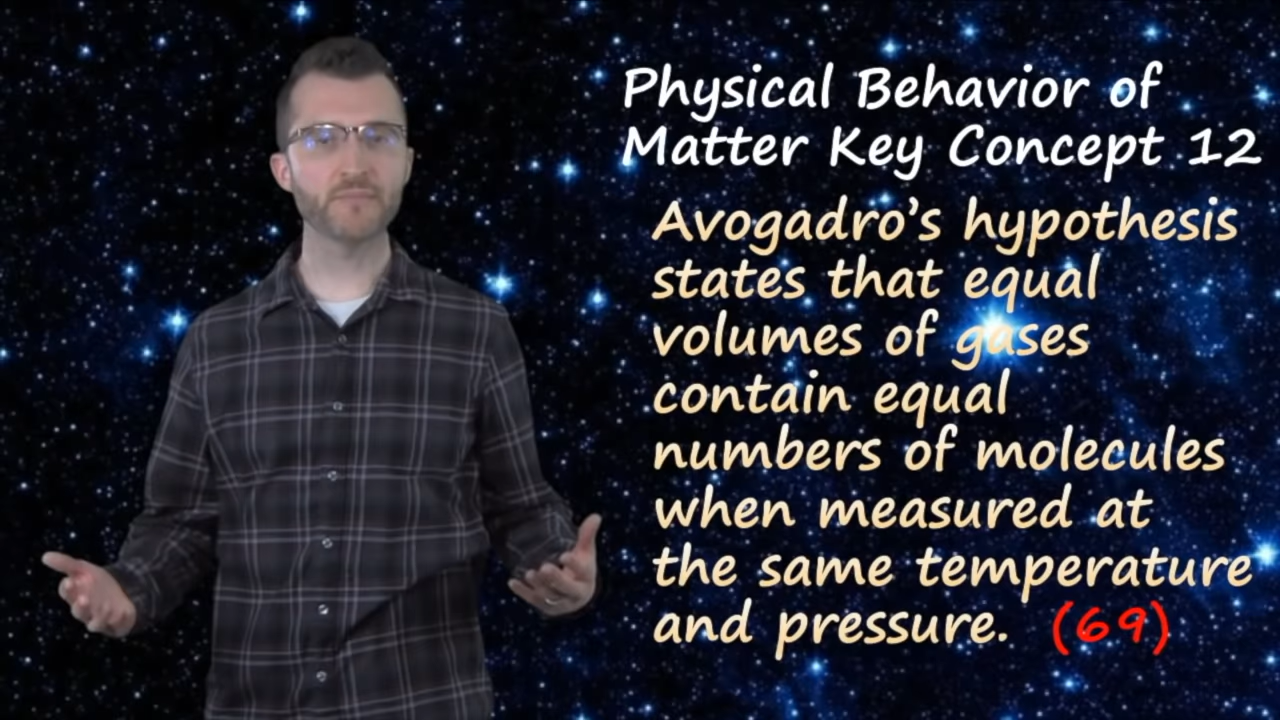 Physical Behavior of
Matter Key Concept 12
Avogadro’s hypothesis
states that equal
volumes of gases
contain equal
numbers of molecules
when measured at
the same temperature
and pressure. (69)